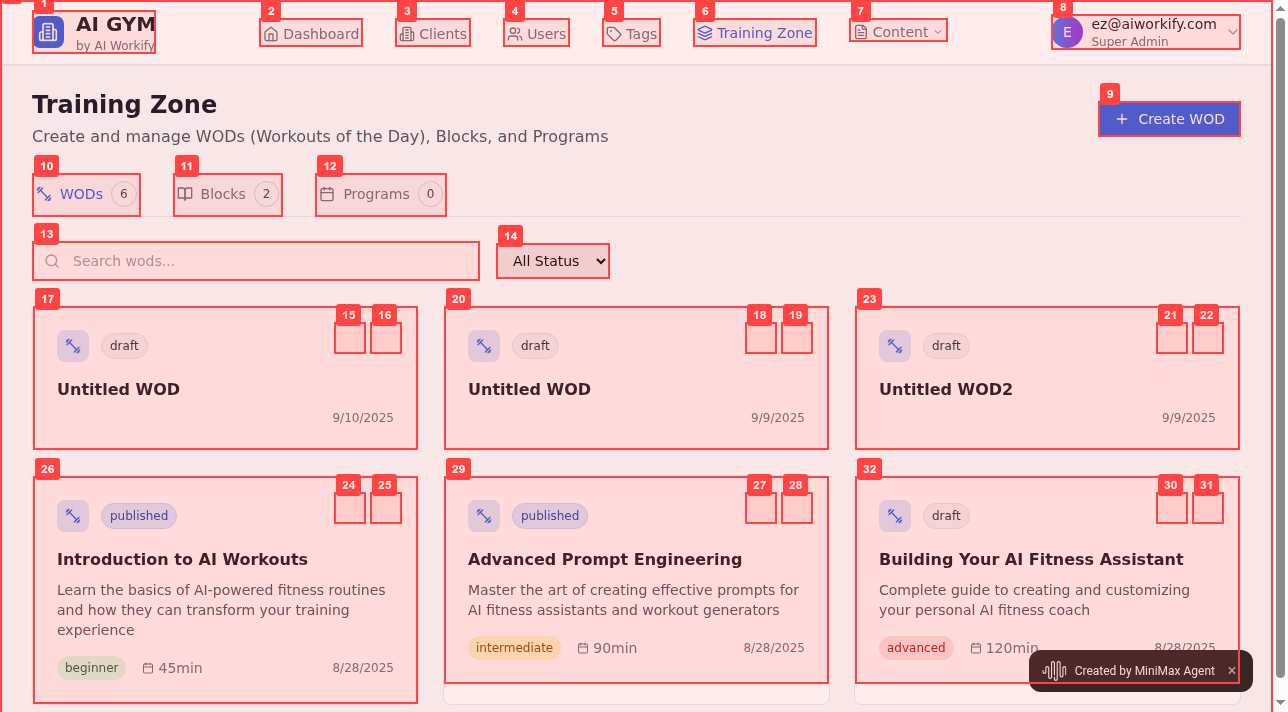 1
AI GYM
by AI Workify
2
Dashboard
3
Clients
4
Users
5
Tags
6
Training Zone
7
Content
8
E
ez@aiworkify.com
Super Admin
Training Zone
Create and manage WODs (Workouts of the Day), Blocks, and Programs
9
+ Create WOD
10
WODs 6
11
Blocks 2
12
Programs 0
13
Search wods...
14
All Status
17
15
16
draft
Untitled WOD
9/10/2025
20
18
19
draft
Untitled WOD
9/9/2025
23
21
22
draft
Untitled WOD2
9/9/2025
26
24
25
published
Introduction to AI Workouts
Learn the basics of AI-powered fitness routines
and how they can transform your training
experience
beginner 45min 8/28/2025
29
27
28
published
Advanced Prompt Engineering
Master the art of creating effective prompts for
AI fitness assistants and workout generators
intermediate 90min 8/28/2025
32
30
31
draft
Building Your AI Fitness Assistant
Complete guide to creating and customizing
your personal AI fitness coach
advanced 120min 8/28/2025
Created by MiniMax Agent ×